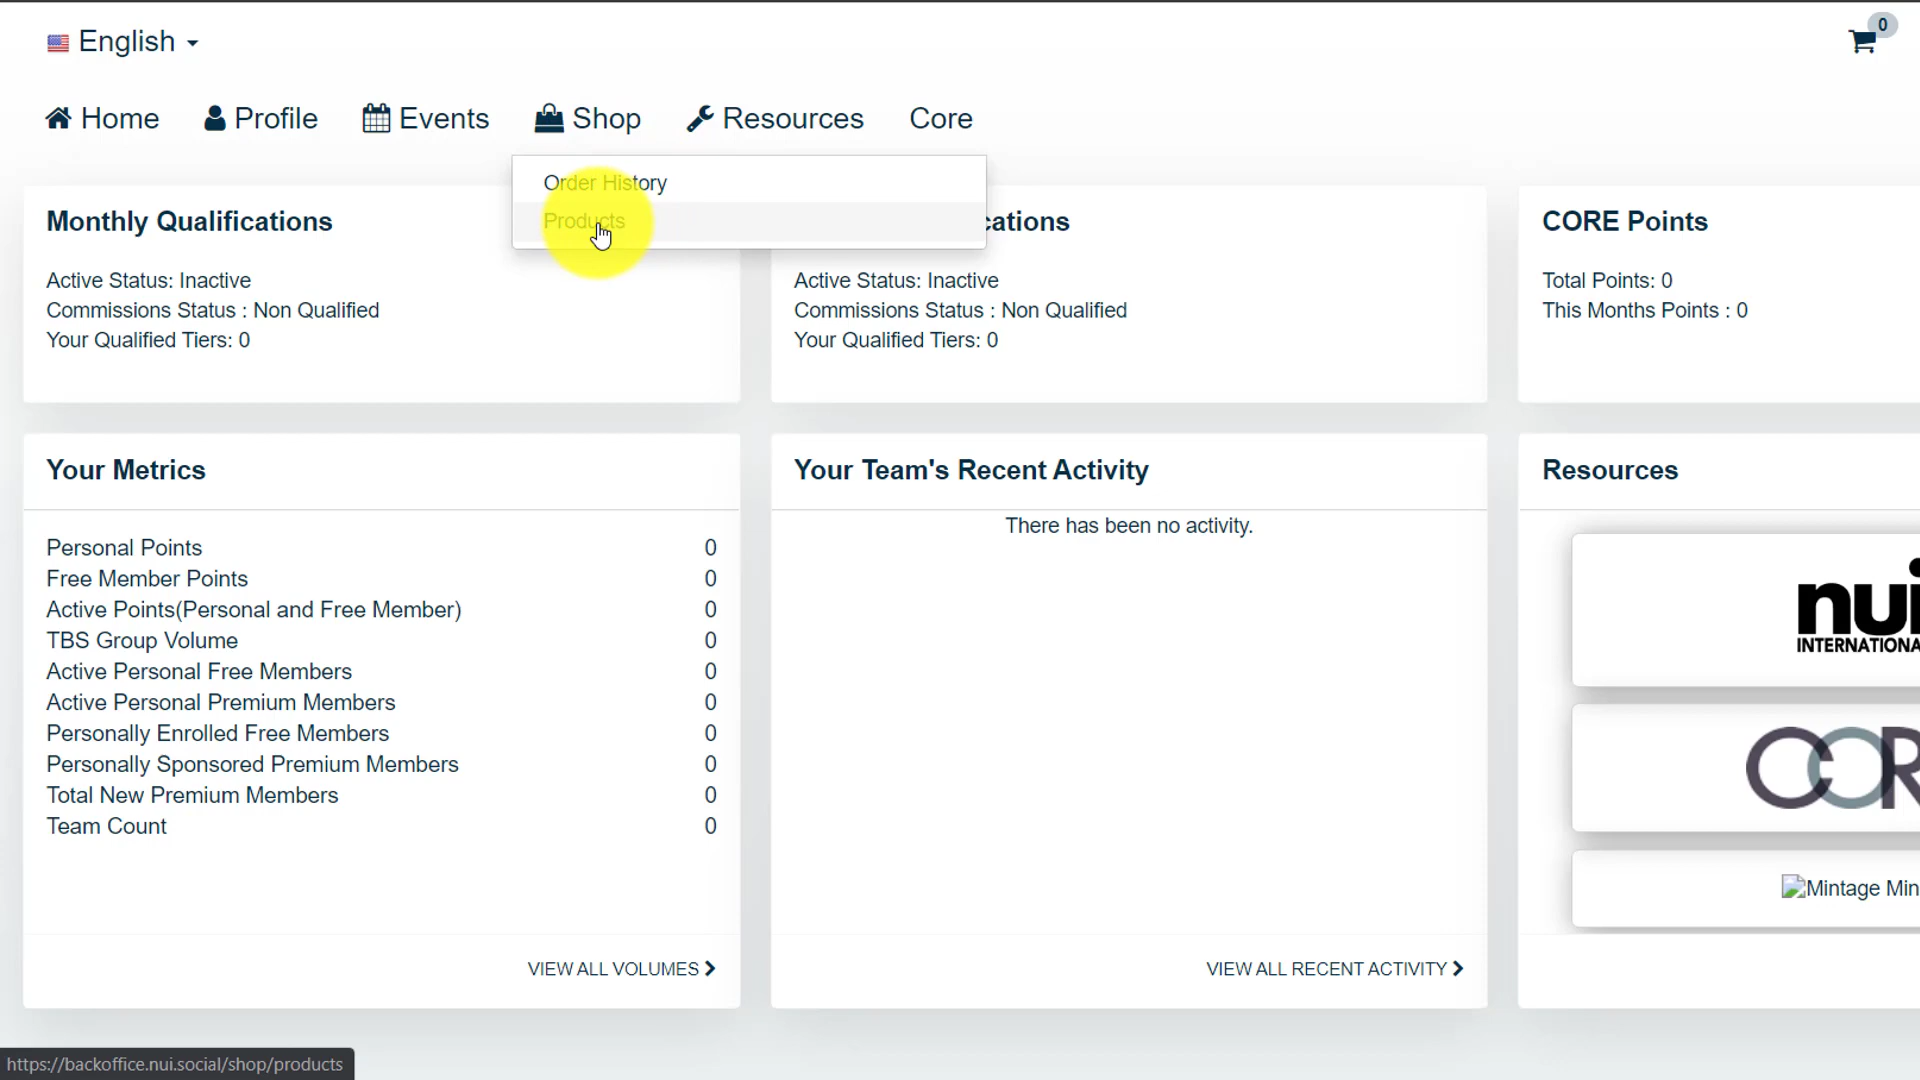 English
0
Home Profile Events Shop Resources Core
Order History
Products
Monthly Qualifications
Active Status: Inactive
Commissions Status : Non Qualified
Your Qualified Tiers: 0
cations
Active Status: Inactive
Commissions Status : Non Qualified
Your Qualified Tiers: 0
CORE Points
Total Points: 0
This Months Points : 0
Your Metrics
Personal Points 0
Free Member Points 0
Active Points(Personal and Free Member) 0
TBS Group Volume 0
Active Personal Free Members 0
Active Personal Premium Members 0
Personally Enrolled Free Members 0
Personally Sponsored Premium Members 0
Total New Premium Members 0
Team Count 0
VIEW ALL VOLUMES
Your Team's Recent Activity
There has been no activity.
VIEW ALL RECENT ACTIVITY
Resources
nui
INTERNATIONA
COR
Mintage Min
https://backoffice.nui.social/shop/products